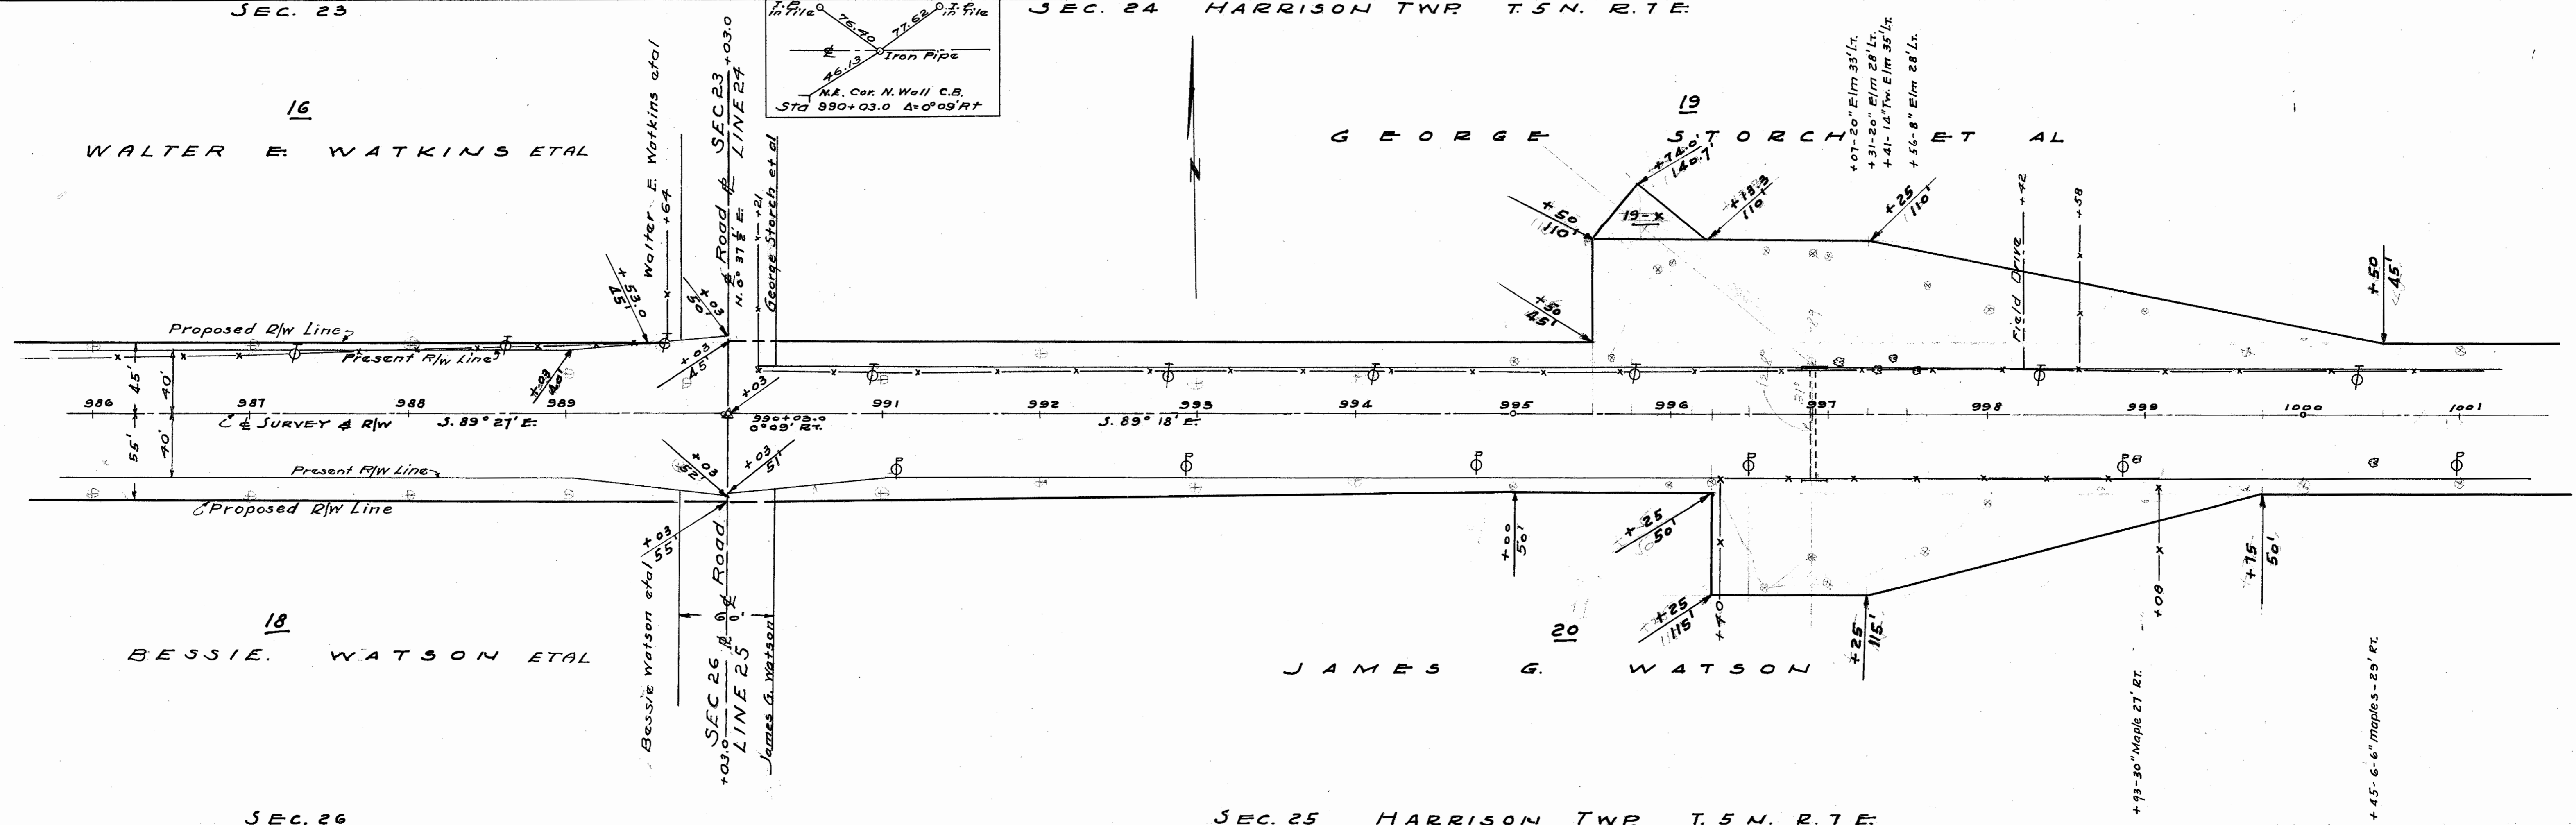 SEC. 23
SEC. 24 HARRISON TWP. T. 5 N. R. 7 E.
I.P. in Tile
I.P. in Tile
76.40
77.62
℄
Iron Pipe
46.13
N.E. Cor. N. Wall C.B.
Sta 990+03.0 Δ=0°09' Rt
16
WALTER E. WATKINS ETAL
Walter E. Watkins etal
+64
+03.0
SEC 23
LINE 24
℄ Road
N. 0° 37½' E.
+21
George Storch et al
19
GEORGE STORCH ET AL
+07-20" Elm 33' Lt.
+31-20" Elm 28' Lt.
+41-14" Tw. Elm 35' Lt.
+56-8" Elm 28' Lt.
+74.0'
140.7'
+50
110'
19-X
110'
+25
110'
Field Drive
+42
+58
+50
45'
+50
45'
+53.0
45'
+03
50'
+03
45'
+03
40'
+03
Proposed R/W Line
Present R/W Line
45'
40'
986 987 988 989 991 992 993 994 995 996 997 998 999 1000 1001
℄ SURVEY & R/W
S. 89° 27' E.
990+03.0
0°09' RT.
S. 89° 18' E.
55'
40'
Present R/W Line
Proposed R/W Line
+03
52'
+03
51'
+03
55'
+00
50'
+25
50'
+25
115'
+40
+25
115'
+08
+75
50'
18
BESSIE. WATSON ETAL
Bessie Watson etal
℄ Road
SEC 26
LINE 25
+03.0
James G. Watson
20
JAMES G. WATSON
+93-30" Maple 27' RT.
+45-6-6" maples-29' RT.
SEC. 26
SEC. 25 HARRISON TWP. T. 5 N. R. 7 E.